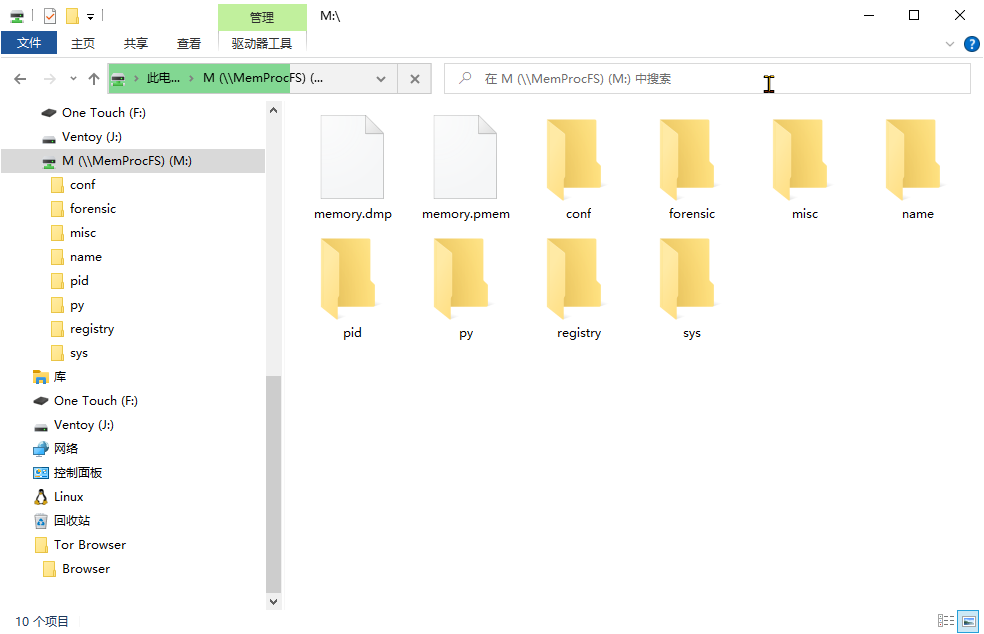 管理
M:\
文件
主页
共享
查看
驱动器工具
此电...
M (\\MemProcFS) (...
在 M (\\MemProcFS) (M:) 中搜索
One Touch (F:)
Ventoy (J:)
M (\\MemProcFS) (M:)
conf
forensic
misc
name
pid
py
registry
sys
库
One Touch (F:)
Ventoy (J:)
网络
控制面板
Linux
回收站
Tor Browser
Browser
memory.dmp
memory.pmem
conf
forensic
misc
name
pid
py
registry
sys
10 个项目